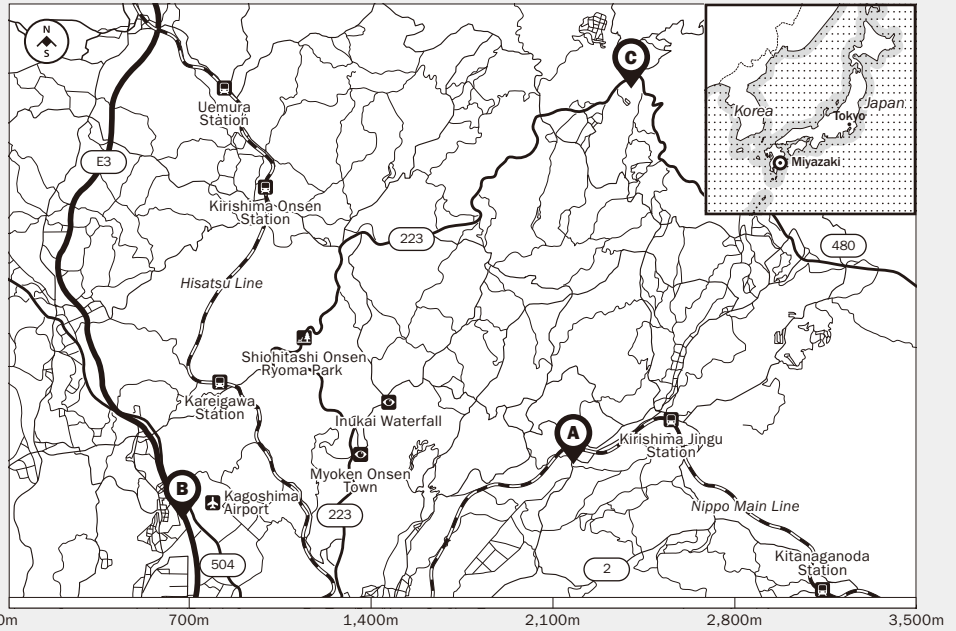 N
S
C
Korea
Japan
Tokyo
Miyazaki
Uemura
Station
E3
Kirishima Onsen
Station
223
480
Hisatsu Line
Shiohitashi Onsen
Ryoma Park
Kareigawa
Station
Inukai Waterfall
A
Kirishima Jingu
Station
Myoken Onsen
Town
B
Kagoshima
Airport
223
Nippo Main Line
504
2
Kitanaganoda
Station
0m
700m
1,400m
2,100m
2,800m
3,500m